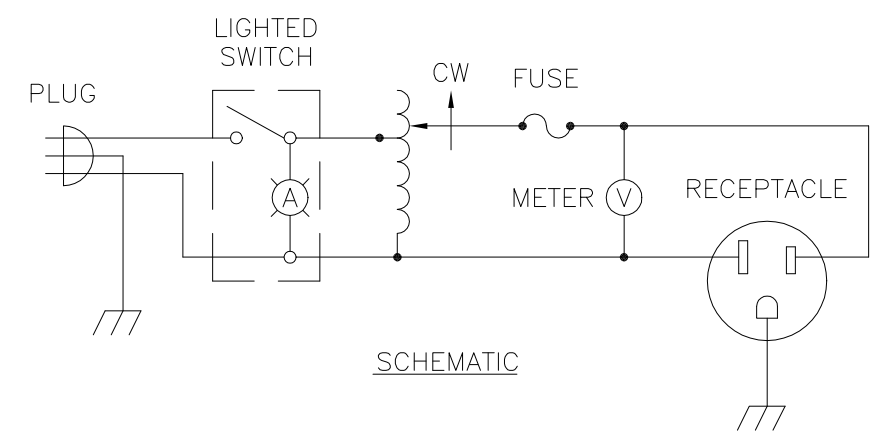 LIGHTED
SWITCH
PLUG
CW
FUSE
A
METER
V
RECEPTACLE
SCHEMATIC